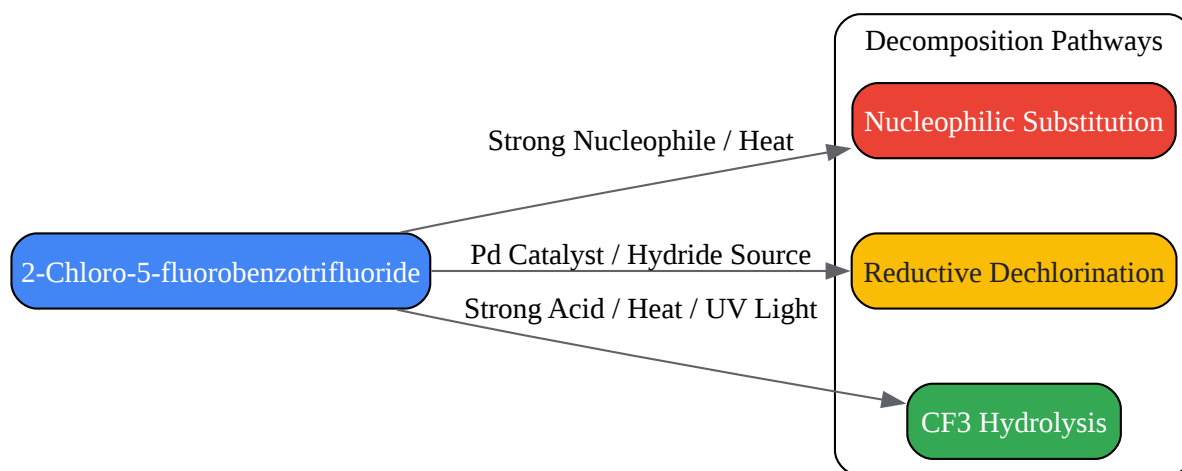 Decomposition Pathways
Nucleophilic Substitution
Strong Nucleophile / Heat
2-Chloro-5-fluorobenzotrifluoride
Pd Catalyst / Hydride Source
Reductive Dechlorination
Strong Acid / Heat / UV Light
CF3 Hydrolysis